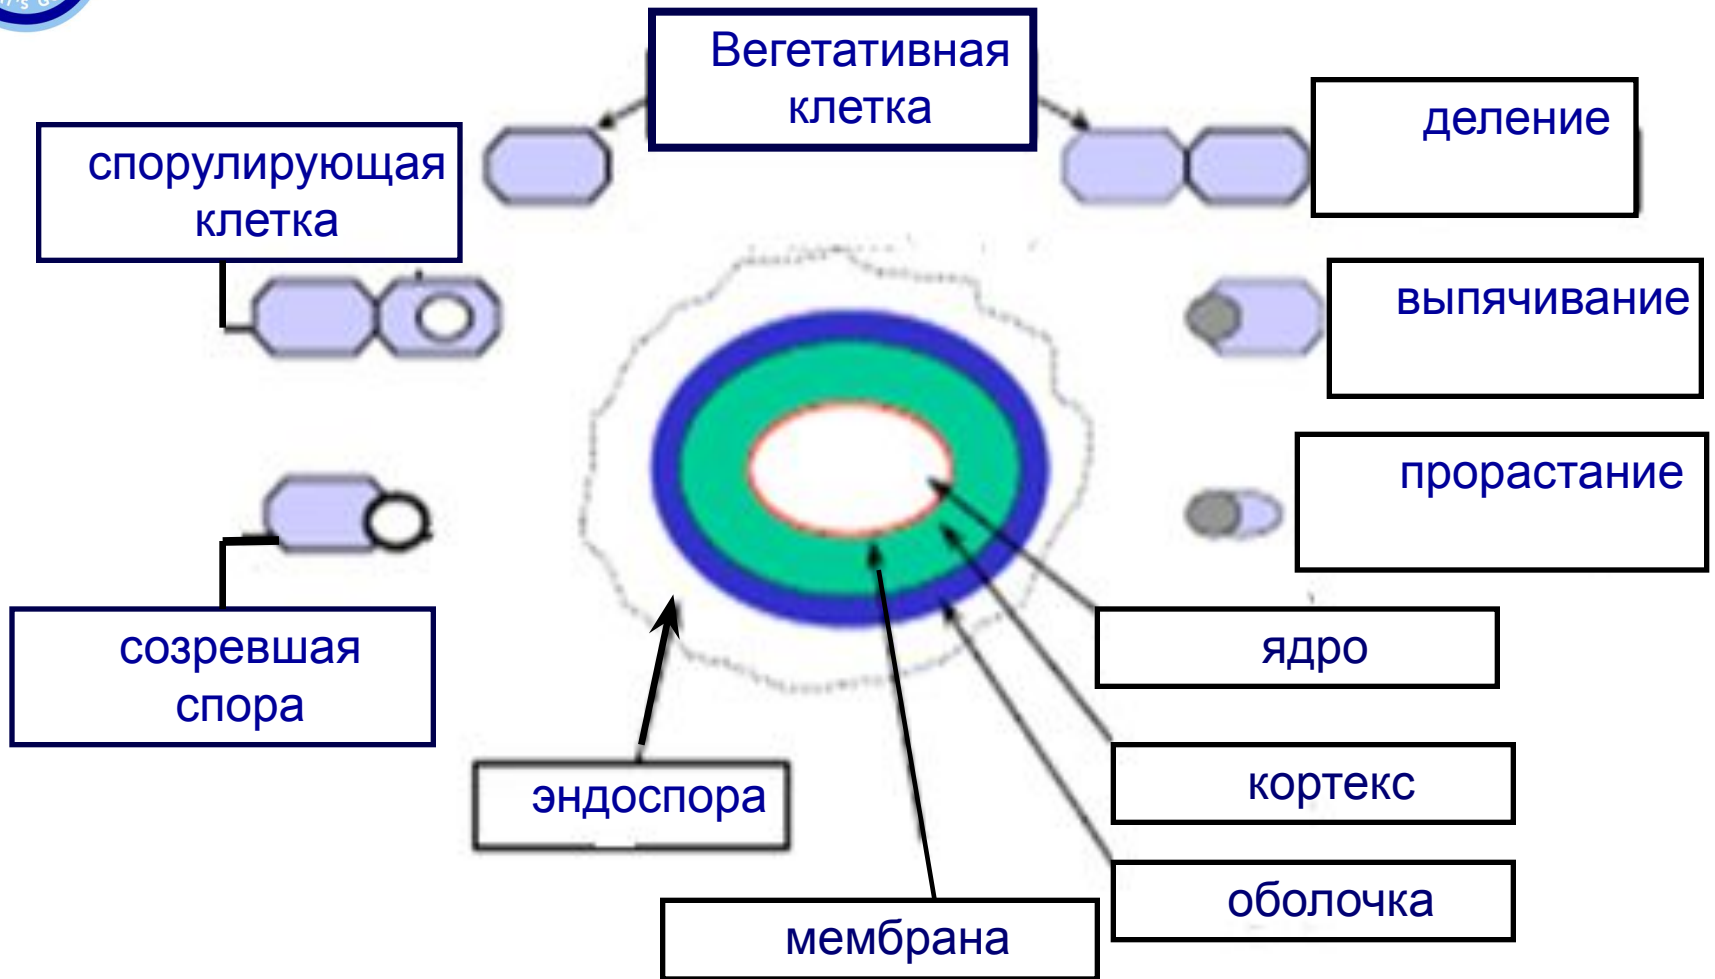 Вегетативная
клетка
деление
спорулирующая
клетка
выпячивание
прорастание
созревшая
спора
ядро
эндоспора
кортекс
оболочка
мембрана